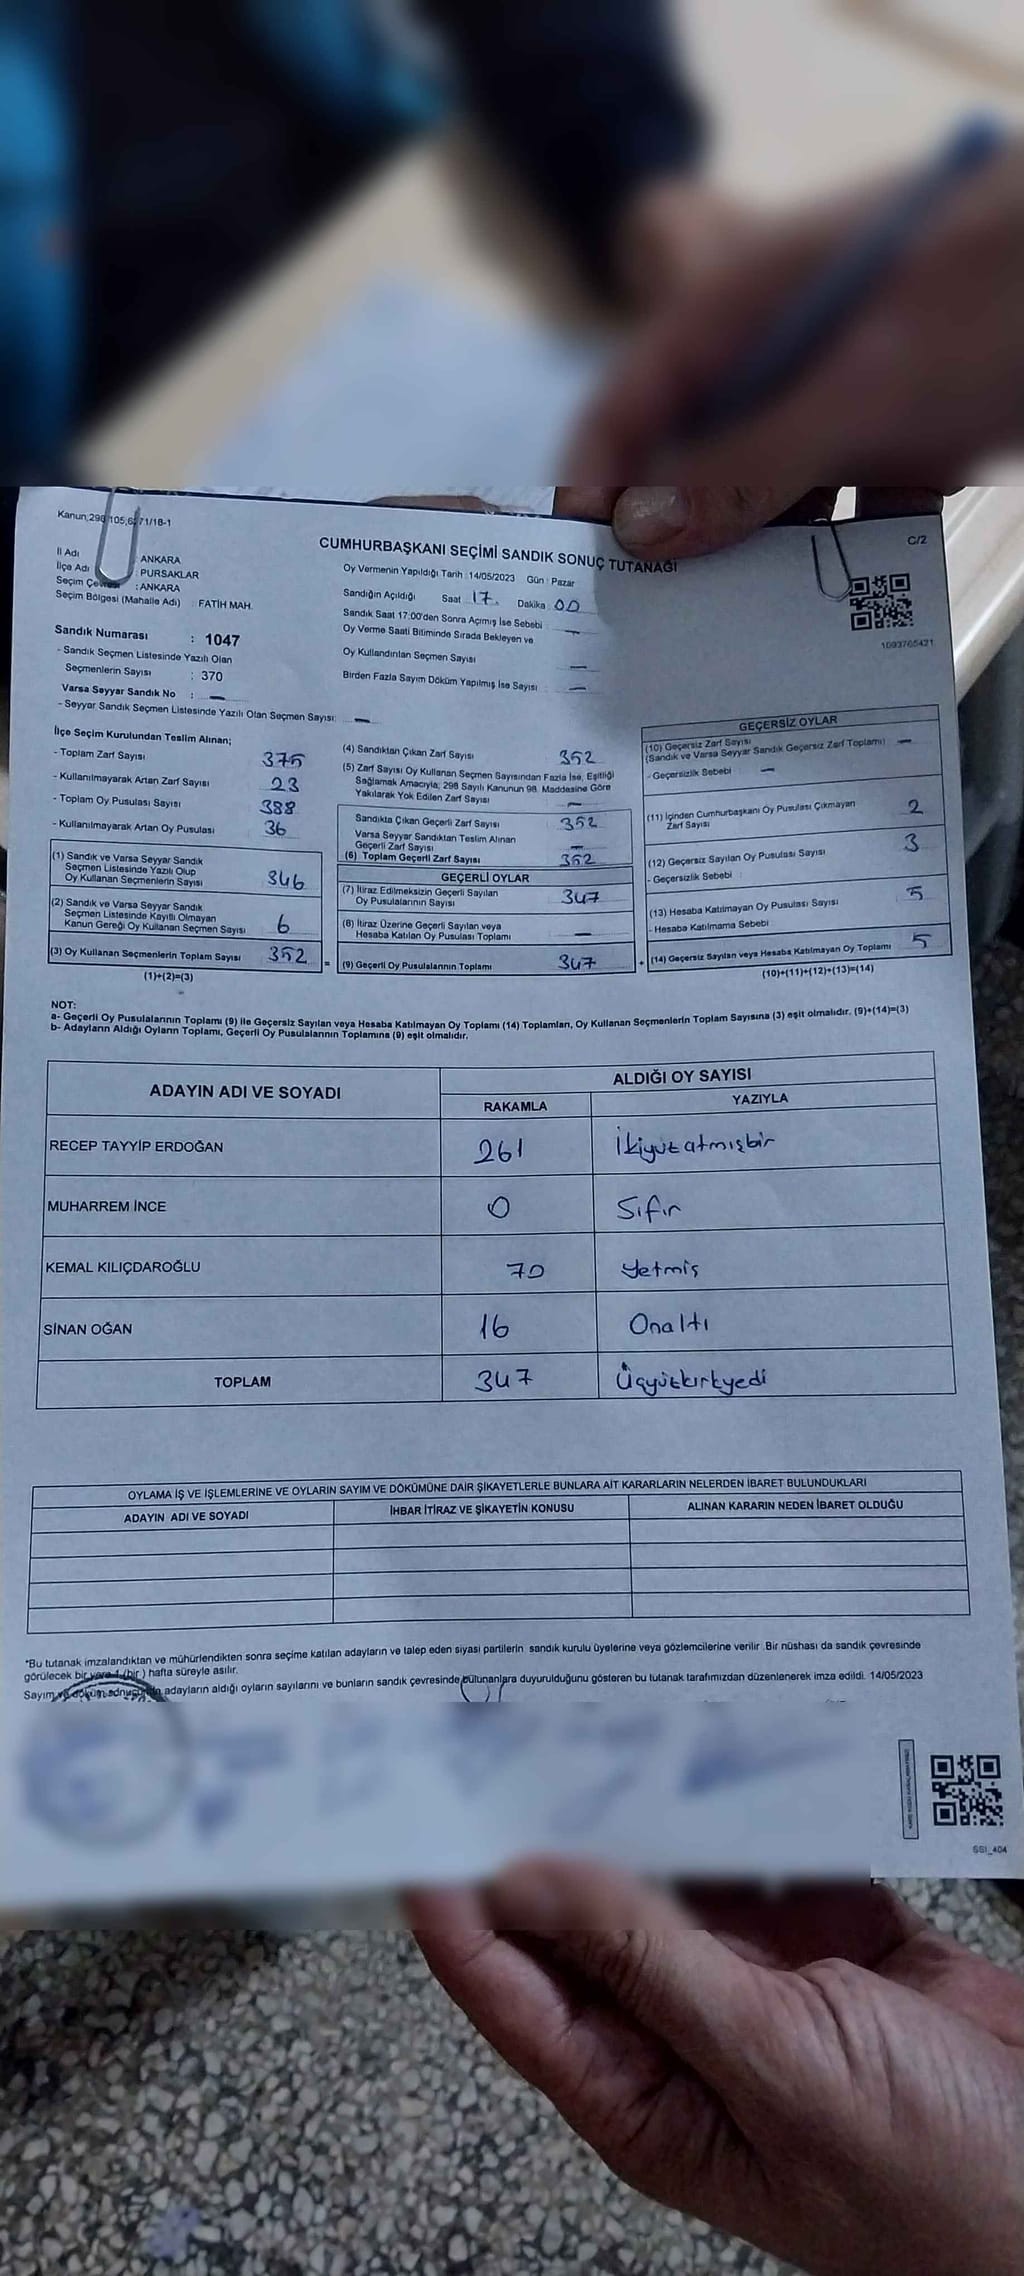 Kanun;298,105,6271/18-1
C/2
CUMHURBAŞKANI SEÇİMİ SANDIK SONUÇ TUTANAĞI
İl Adı : ANKARA
İlçe Adı : PURSAKLAR
Seçim Çevresi : ANKARA
Seçim Bölgesi (Mahalle Adı) : FATİH MAH.
Oy Vermenin Yapıldığı Tarih :14/05/2023 Gün : Pazar
Sandığın Açıldığı Saat 17. Dakika 00
Sandık Saat 17:00'den Sonra Açımış İse Sebebi —
Oy Verme Saati Bitiminde Sırada Bekleyen ve
Oy Kullandırılan Seçmen Sayısı —
Birden Fazla Sayım Döküm Yapılmış İse Sayısı : —
1093765421
Sandık Numarası : 1047
- Sandık Seçmen Listesinde Yazılı Olan
Seçmenlerin Sayısı : 370
Varsa Seyyar Sandık No : —
- Seyyar Sandık Seçmen Listesinde Yazılı Olan Seçmen Sayısı: —
İlçe Seçim Kurulundan Teslim Alınan;
- Toplam Zarf Sayısı 375
- Kullanılmayarak Artan Zarf Sayısı 23
- Toplam Oy Pusulası Sayısı 388
- Kullanılmayarak Artan Oy Pusulası 36
(1) Sandık ve Varsa Seyyar Sandık
Seçmen Listesinde Yazılı Olup
Oy Kullanan Seçmenlerin Sayısı 346
(2) Sandık ve Varsa Seyyar Sandık
Seçmen Listesinde Kayıtlı Olmayan
Kanun Gereği Oy Kullanan Seçmen Sayısı 6
(3) Oy Kullanan Seçmenlerin Toplam Sayısı 352
(1)+(2)=(3)
(4) Sandıktan Çıkan Zarf Sayısı 352
(5) Zarf Sayısı Oy Kullanan Seçmen Sayısından Fazla İse, Eşitliği
Sağlamak Amacıyla, 298 Sayılı Kanunun 98. Maddesine Göre
Yakılarak Yok Edilen Zarf Sayısı —
Sandıkta Çıkan Geçerli Zarf Sayısı 352
Varsa Seyyar Sandıktan Teslim Alınan
Geçerli Zarf Sayısı —
(6) Toplam Geçerli Zarf Sayısı 352
GEÇERLİ OYLAR
(7) İtiraz Edilmeksizin Geçerli Sayılan
Oy Pusulalarının Sayısı 347
(8) İtiraz Üzerine Geçerli Sayılan veya
Hesaba Katılan Oy Pusulası Toplamı —
= (9) Geçerli Oy Pusulalarının Toplamı 347 +
GEÇERSİZ OYLAR
(10) Geçersiz Zarf Sayısı
(Sandık ve Varsa Seyyar Sandık Geçersiz Zarf Toplamı) —
- Geçersizlik Sebebi : —
(11) İçinden Cumhurbaşkanı Oy Pusulası Çıkmayan
Zarf Sayısı 2
(12) Geçersiz Sayılan Oy Pusulası Sayısı 3
- Geçersizlik Sebebi :
(13) Hesaba Katılmayan Oy Pusulası Sayısı 5
- Hesaba Katılmama Sebebi :
(14) Geçersiz Sayılan veya Hesaba Katılmayan Oy Toplamı 5
(10)+(11)+(12)+(13)=(14)
NOT:
a- Geçerli Oy Pusulalarının Toplamı (9) ile Geçersiz Sayılan veya Hesaba Katılmayan Oy Toplamı (14) Toplamları, Oy Kullanan Seçmenlerin Toplam Sayısına (3) eşit olmalıdır. (9)+(14)=(3)
b- Adayların Aldığı Oyların Toplamı, Geçerli Oy Pusulalarının Toplamına (9) eşit olmalıdır.
ADAYIN ADI VE SOYADI
ALDIĞI OY SAYISI
RAKAMLA YAZIYLA
RECEP TAYYİP ERDOĞAN 261 İkiyüzatmışbir
MUHARREM İNCE 0 Sıfır
KEMAL KILIÇDAROĞLU 70 Yetmiş
SİNAN OĞAN 16 Onaltı
TOPLAM 347 Üçyüzkırkyedi
OYLAMA İŞ VE İŞLEMLERİNE VE OYLARIN SAYIM VE DÖKÜMÜNE DAİR ŞİKAYETLERLE BUNLARA AİT KARARLARIN NELERDEN İBARET BULUNDUKLARI
ADAYIN ADI VE SOYADI İHBAR İTİRAZ VE ŞİKAYETİN KONUSU ALINAN KARARIN NEDEN İBARET OLDUĞU
*Bu tutanak imzalandıktan ve mühürlendikten sonra seçime katılan adayların ve talep eden siyasi partilerin sandık kurulu üyelerine veya gözlemcilerine verilir. Bir nüshası da sandık çevresinde
görülecek bir yere 1 (bir) hafta süreyle asılır.
Sayım ve döküm sonucunda adayların aldığı oyların sayılarını ve bunların sandık çevresinde bulunanlara duyurulduğunu gösteren bu tutanak tarafımızdan düzenlenerek imza edildi. 14/05/2023
SSI_404